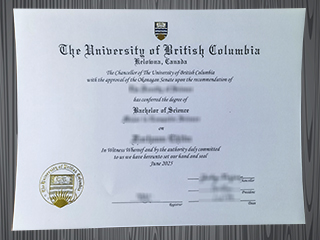 The University of British Columbia
Kelowna, Canada
The Chancellor of The University of British Columbia
with the approval of the Okanagan Senate upon the recommendation of
has conferred the degree of
Bachelor of Science
on
In Witness Whereof and by the authority duly committed
to us we have hereunto set our hand and seal
June 2023
Chancellor
President
Registrar
Dean